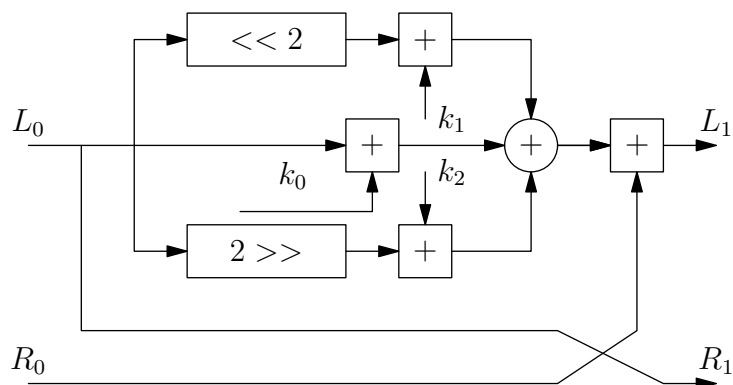 << 2
+
L₀
k₁
L₁
+
+
+
k₀
k₂
2 >>
+
R₀
R₁